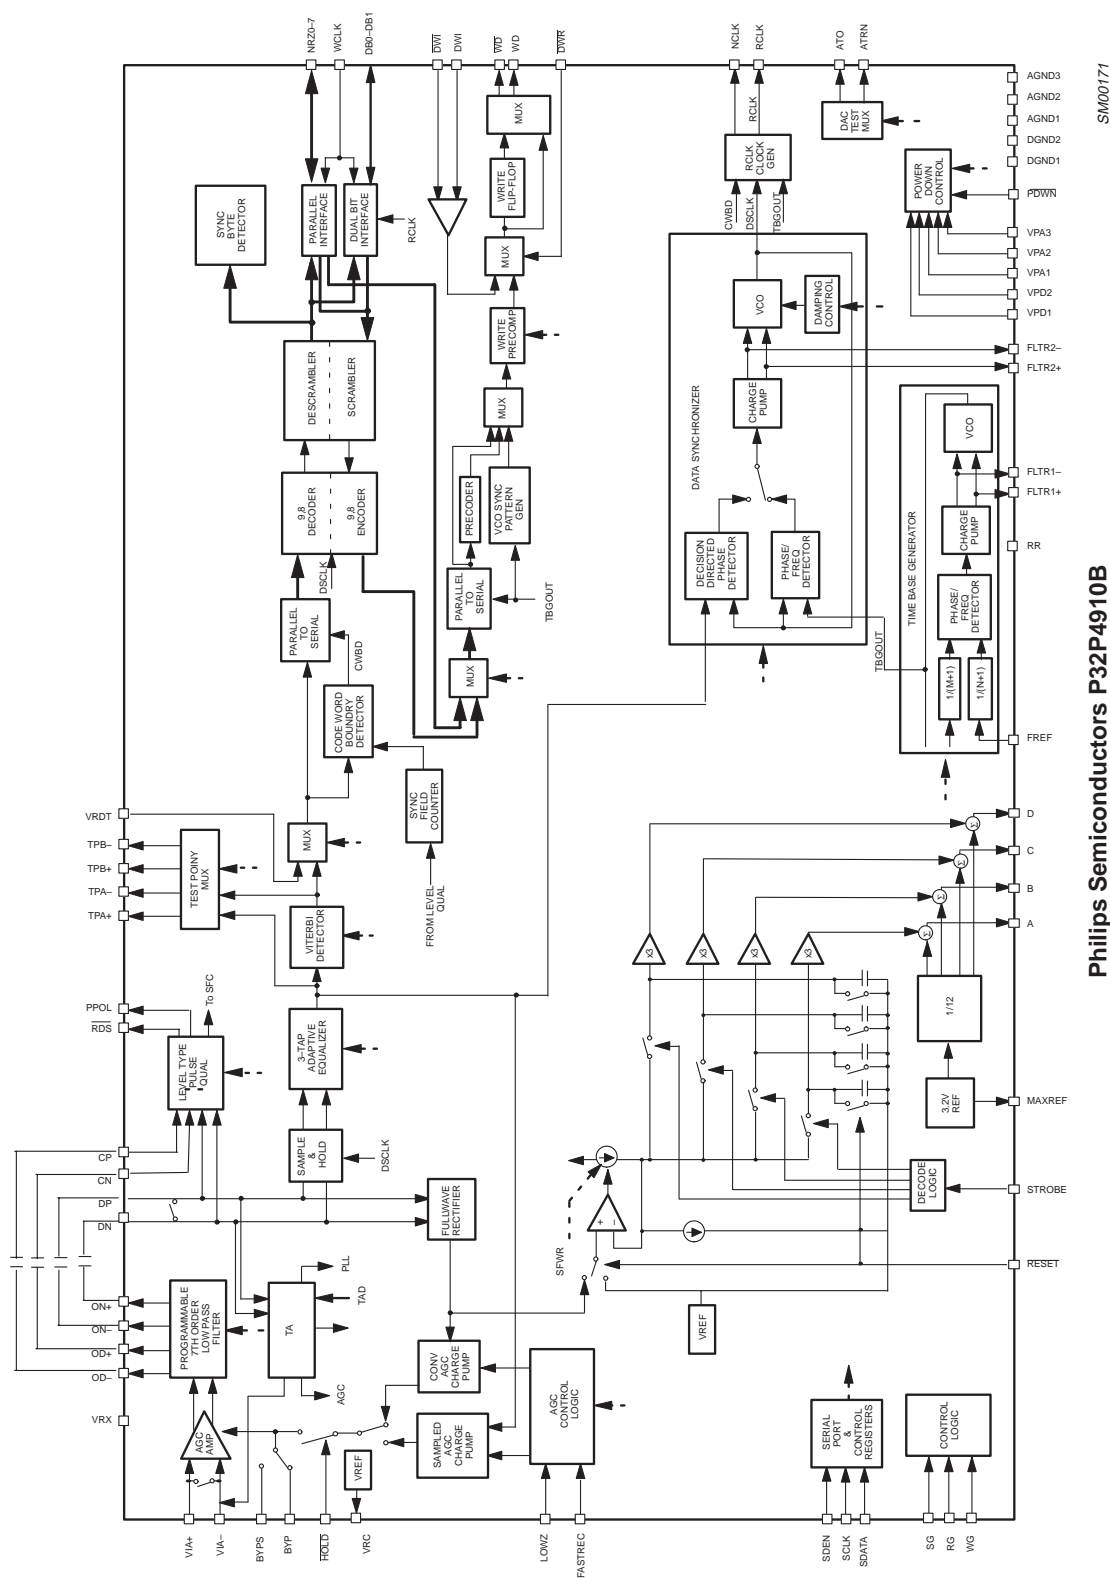 NRZ0–7
WCLK
DB0–DB1
DWI
DWI
WD
WD
DWR
NCLK
RCLK
ATO
ATRN
AGND3
AGND2
AGND1
DGND2
DGND1
PDWN
VPA3
VPA2
VPA1
VPD2
VPD1
FLTR2–
FLTR2+
FLTR1–
FLTR1+
RR
FREF
D
C
B
A
MAXREF
STROBE
RESET
VRDT
TPB–
TPB+
TPA–
TPA+
PPOL
RDS
CP
CN
DP
DN
ON+
ON–
OD+
OD–
VRX
VIA+
VIA–
BYPS
BYP
HOLD
VRC
LOWZ
FASTREC
SDEN
SCLK
SDATA
SG
RG
WG
SYNC
BYTE
DETECTOR
PARALLEL
INTERFACE
DUAL BIT
INTERFACE
RCLK
MUX
WRITE
FLIP-FLOP
MUX
WRITE
PRECOMP
MUX
PRECODER
VCO SYNC
PATTERN
GEN
PARALLEL
TO
SERIAL
TBGOUT
MUX
DESCRAMBLER
SCRAMBLER
9,8
DECODER
9,8
ENCODER
DSCLK
PARALLEL
TO
SERIAL
CWBD
CODE WORD
BOUNDRY
DETECTOR
SYNC
FIELD
COUNTER
FROM LEVEL
QUAL
MUX
TEST POINY
MUX
VITERBI
DETECTOR
3–TAP
ADAPTIVE
EQUALIZER
LEVEL TYPE
PULSE
QUAL
To SFC
SAMPLE
&
HOLD
DSCLK
FULLWAVE
RECTIFIER
PROGRAMMABLE
7TH ORDER
LOW PASS
FILTER
TA
PLL
TAD
AGC
AGC
AMP
VREF
CONV
AGC
CHARGE
PUMP
SAMPLED
AGC
CHARGE
PUMP
AGC
CONTROL
LOGIC
SFWR
+
–
VREF
SERIAL
PORT
&
CONTROL
REGISTERS
CONTROL
LOGIC
DECODE
LOGIC
3.2V
REF
1/12
x3
x3
x3
x3
Σ
Σ
Σ
Σ
RCLK
RCLK
CLOCK
GEN
CWBD
DSCLK
TBGOUT
DAC
TEST
MUX
POWER
DOWN
CONTROL
DATA SYNCHRONIZER
VCO
DAMPING
CONTROL
CHARGE
PUMP
DECISION
DIRECTED
PHASE
DETECTOR
PHASE/
FREQ
DETECTOR
TBGOUT
TIME BASE GENERATOR
VCO
CHARGE
PUMP
PHASE/
FREQ
DETECTOR
1/(M+1)
1/(N+1)
SM00171
Philips Semiconductors P32P4910B